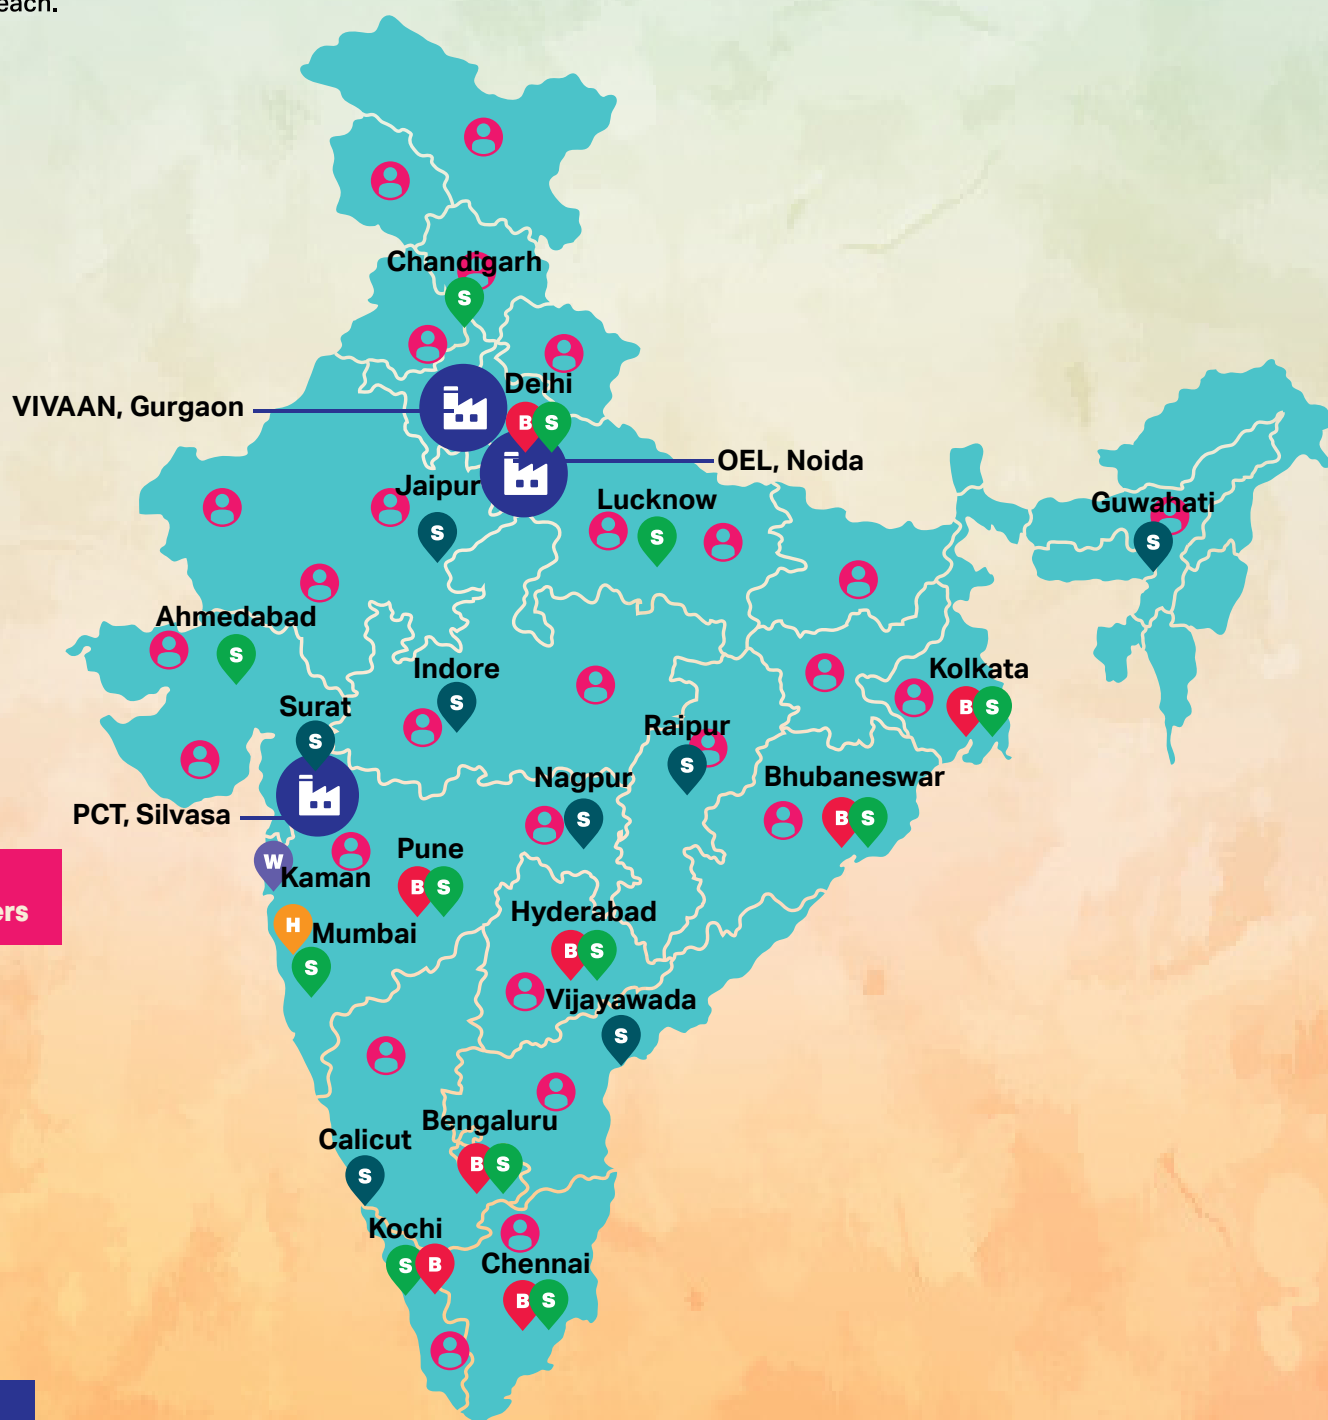 each.
Chandigarh
S
Delhi
VIVAAN, Gurgaon
B S
OEL, Noida
Jaipur
S
Lucknow
S
Guwahati
S
Ahmedabad
S
Indore
S
Kolkata
B S
Surat
S
Raipur
S
Nagpur
S
Bhubaneswar
B S
PCT, Silvasa
W
Kaman
Pune
B S
ers
H
Mumbai
S
Hyderabad
B S
Vijayawada
S
Bengaluru
B S
Calicut
S
Kochi
S B
Chennai
B S